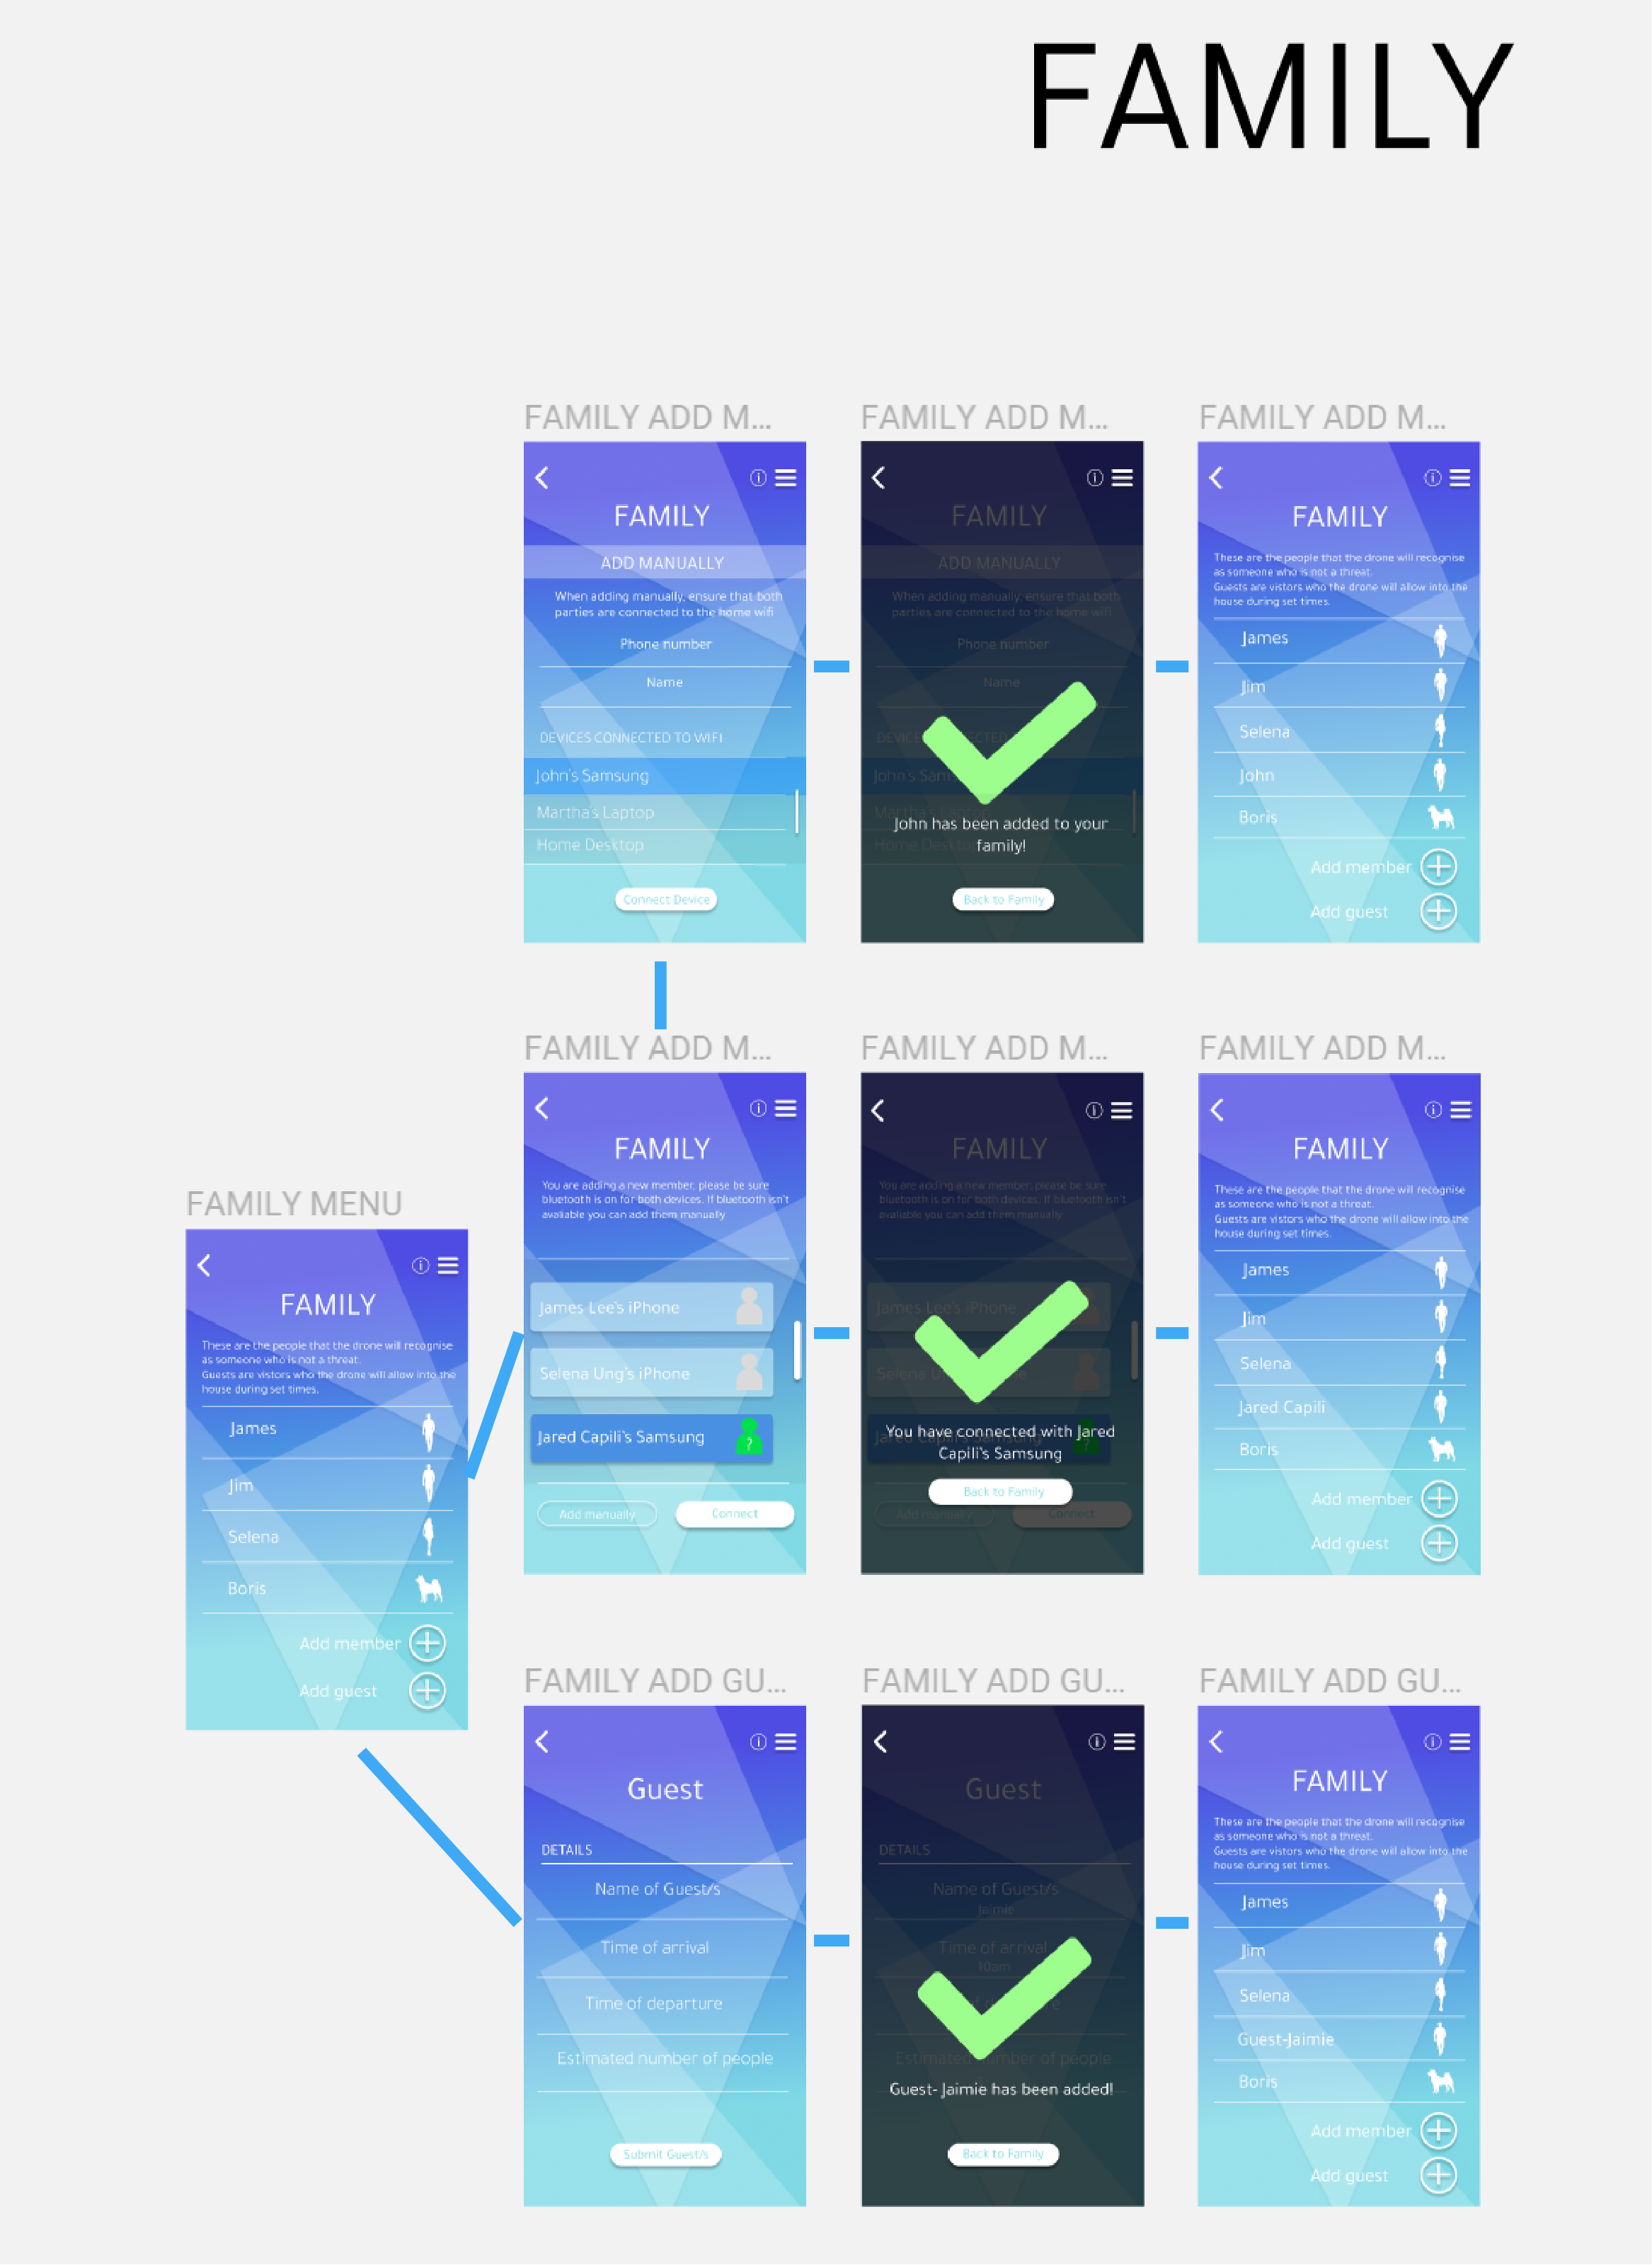 FAMILY
FAMILY ADD M...
FAMILY
ADD MANUALLY
When adding manually, ensure that both
parties are connected to the home wifi
Phone number
Name
DEVICES CONNECTED TO WIFI
John's Samsung
Martha's Laptop
Home Desktop
Connect Device
FAMILY ADD M...
FAMILY
ADD MANUALLY
When adding manually, ensure that both
parties are connected to the home wifi
Phone number
Name
John has been added to your
family!
Back to Family
FAMILY ADD M...
FAMILY
These are the people that the drone will recognise
as someone who is not a threat.
Guests are vistors who the drone will allow into the
house during set times.
James
Jim
Selena
John
Boris
Add member
Add guest
FAMILY MENU
FAMILY
These are the people that the drone will recognise
as someone who is not a threat.
Guests are vistors who the drone will allow into the
house during set times.
James
Jim
Selena
Boris
Add member
Add guest
FAMILY ADD M...
FAMILY
You are adding a new member, please be sure
bluetooth is on for both devices. If bluetooth isn't
avaliable you can add them manually
James Lee's iPhone
Selena Ung's iPhone
Jared Capili's Samsung
?
Add manually
Connect
FAMILY ADD M...
FAMILY
You are adding a new member, please be sure
bluetooth is on for both devices. If bluetooth isn't
avaliable you can add them manually
James Lee's iPhone
You have connected with Jared
Capili's Samsung
Back to Family
Add manually
Connect
FAMILY ADD M...
FAMILY
These are the people that the drone will recognise
as someone who is not a threat.
Guests are vistors who the drone will allow into the
house during set times.
James
Jim
Selena
Jared Capili
Boris
Add member
Add guest
FAMILY ADD GU...
Guest
DETAILS
Name of Guest/s
Time of arrival
Time of departure
Estimated number of people
Submit Guest/s
FAMILY ADD GU...
Guest
DETAILS
Name of Guest/s
Jaimie
Time of arrival
10am
Estimated number of people
Guest- Jaimie has been added!
Back to Family
FAMILY ADD GU...
FAMILY
These are the people that the drone will recognise
as someone who is not a threat.
Guests are vistors who the drone will allow into the
house during set times.
James
Jim
Selena
Guest-Jaimie
Boris
Add member
Add guest